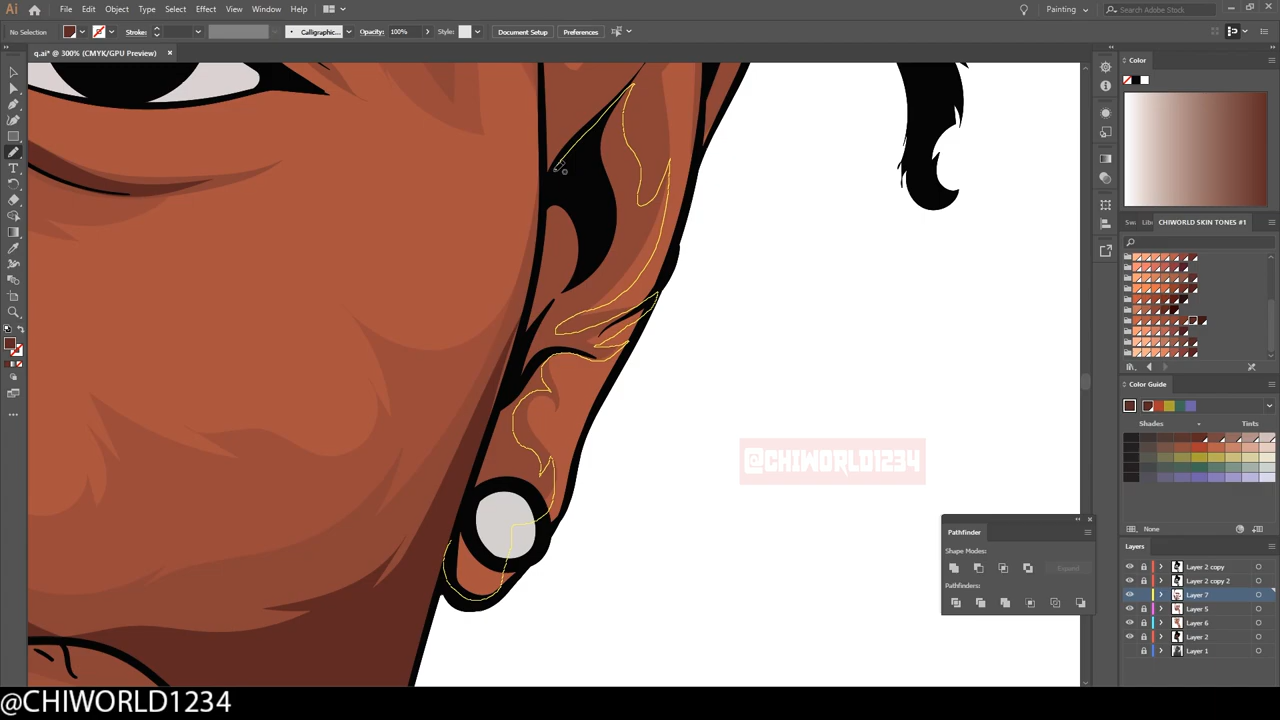 Ai File Edit Object Type Select Effect View Window Help Painting Search Adobe Stock
No Selection Stroke: Calligraphic... Opacity: 100% Style: Document Setup Preferences
q.ai* @ 300% (CMYK/GPU Preview)
Color
CHIWORLD SKIN TONES #1
Color Guide
Shades Tints
@CHIWORLD1234
None
Pathfinder
Shape Modes:
Expand
Pathfinders:
Layers
Layer 2 copy
Layer 2 copy 2
Layer 7
Layer 5
Layer 6
Layer 2
Layer 1
@CHIWORLD1234